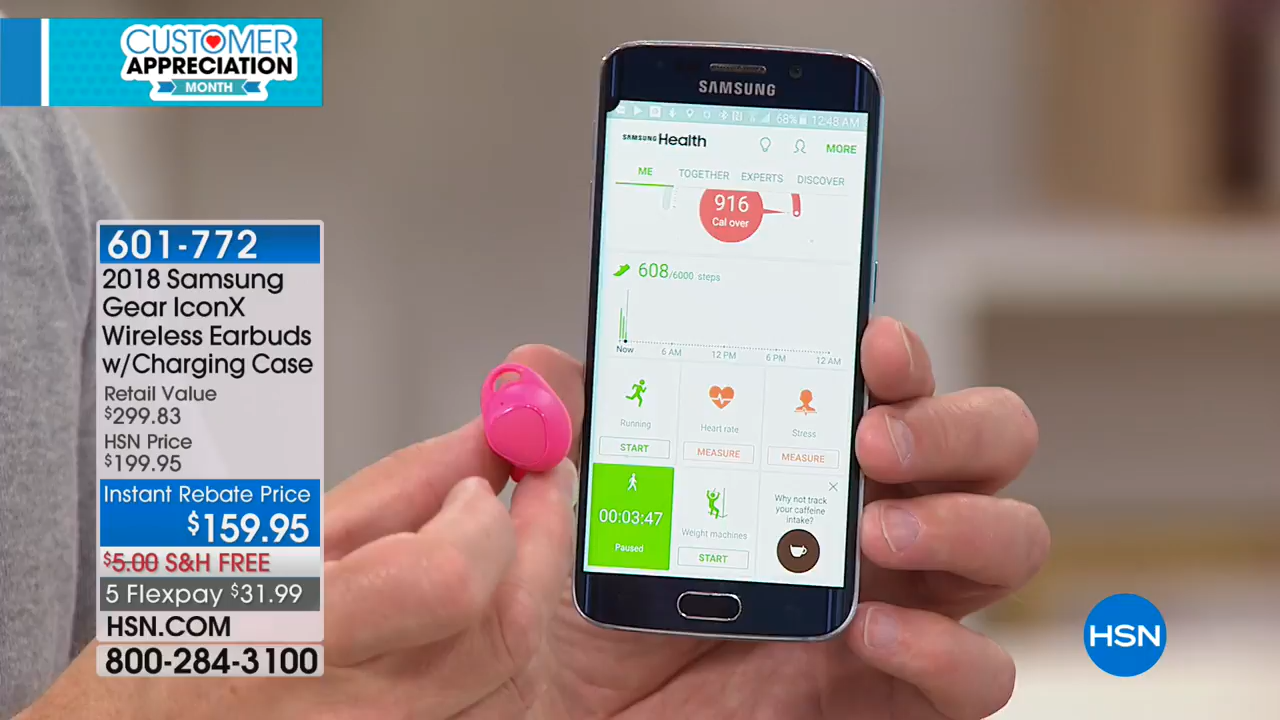 CUSTOMER
APPRECIATION
MONTH
601-772
2018 Samsung
Gear IconX
Wireless Earbuds
w/Charging Case
Retail Value
$299.83
HSN Price
$199.95
Instant Rebate Price
$159.95
$5.00 S&H FREE
5 Flexpay $31.99
HSN.COM
800-284-3100
SAMSUNG
68% 12:48 AM
SAMSUNG Health
MORE
ME TOGETHER EXPERTS DISCOVER
916
Cal over
608/6000 steps
Now 6 AM 12 PM 6 PM 12 AM
Running Heart rate Stress
START MEASURE MEASURE
00:03:47
Paused
Weight machines
START
Why not track
your caffeine
intake?
HSN